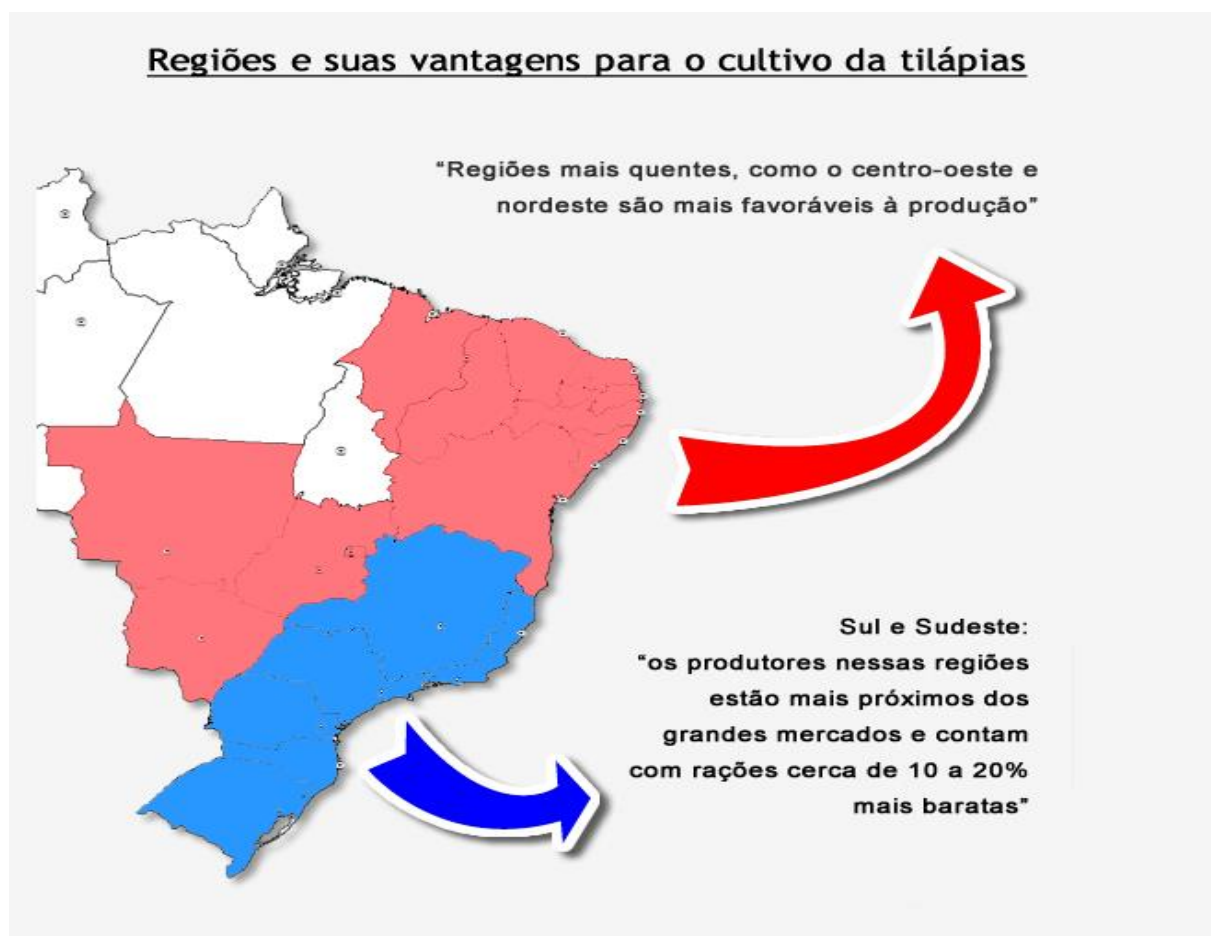 Regiões e suas vantagens para o cultivo da tilápias
“Regiões mais quentes, como o centro-oeste e
nordeste são mais favoráveis à produção”
Sul e Sudeste:
“os produtores nessas regiões
estão mais próximos dos
grandes mercados e contam
com rações cerca de 10 a 20%
mais baratas”